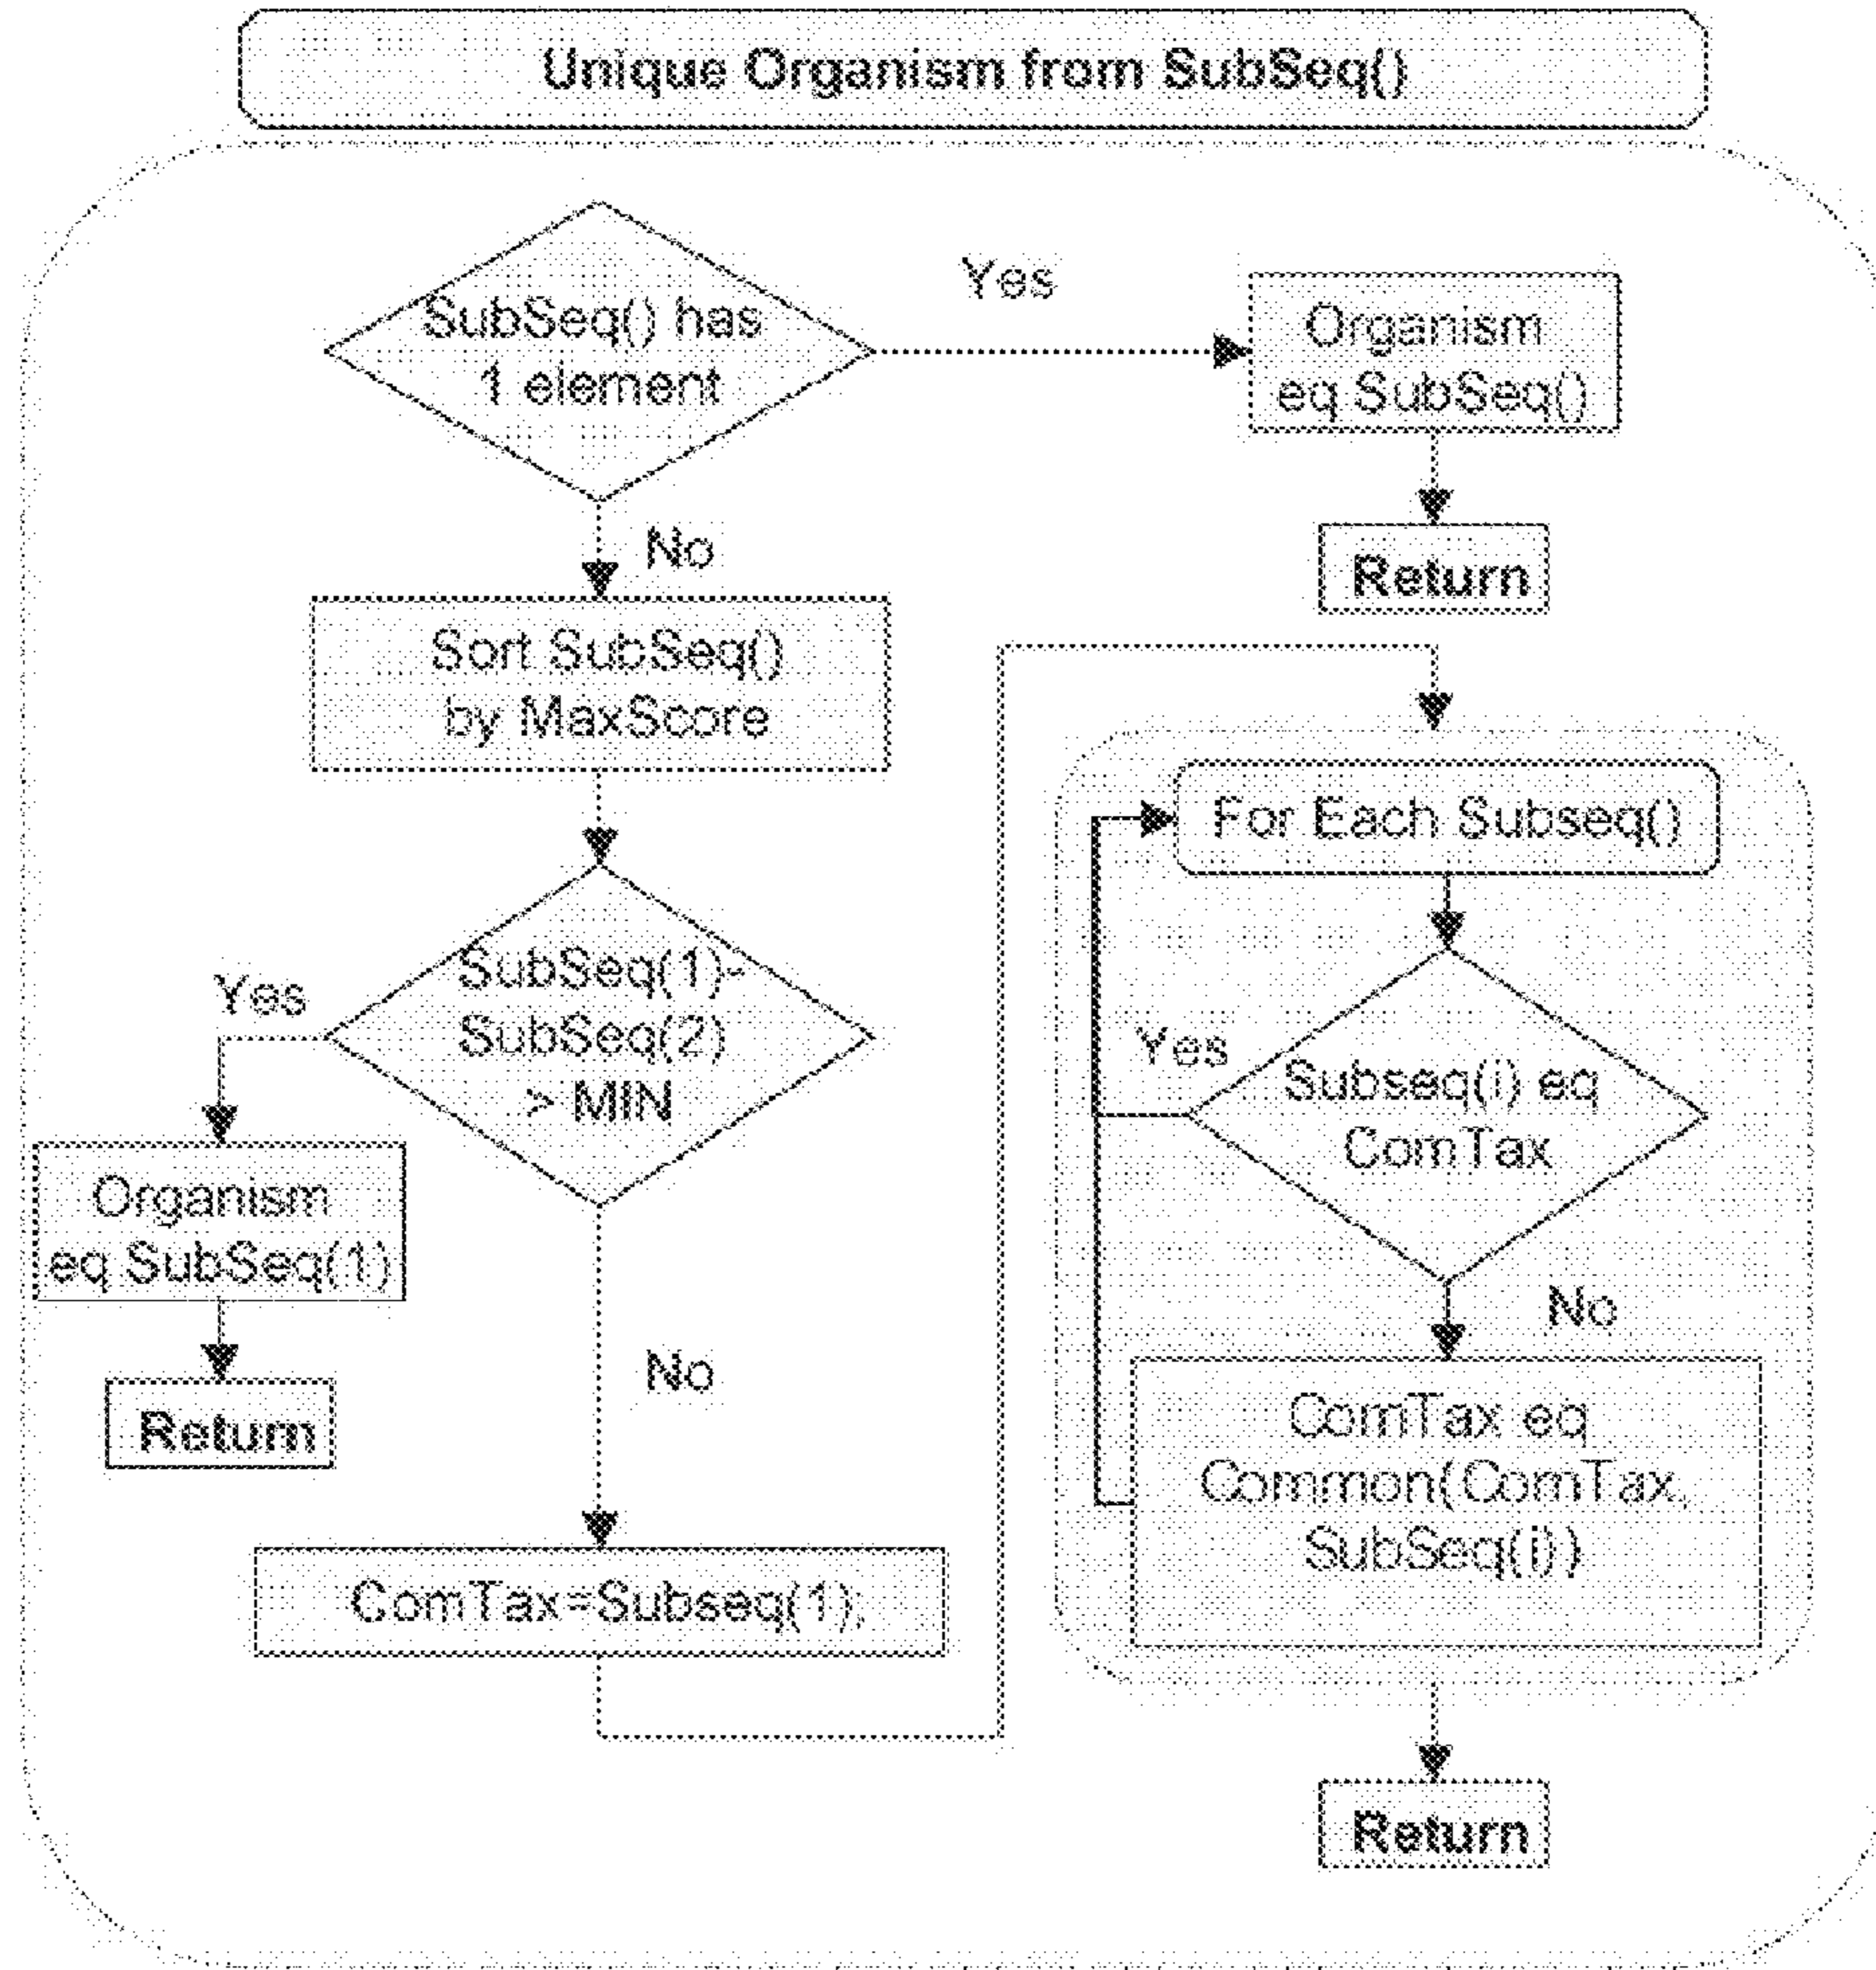 Unique Organism from SubSeq()
SubSeq() has
1 element
Yes
Organism
eq SubSeq()
Return
No
Sort SubSeq()
by MaxScore
SubSeq(1)-
SubSeq(2)
> MIN
Yes
Organism
eq SubSeq(1)
Return
No
ComTax=Subseq(1);
For Each Subseq()
Subseq(i) eq
ComTax
Yes
No
ComTax eq
Common(ComTax,
SubSeq(i))
Return